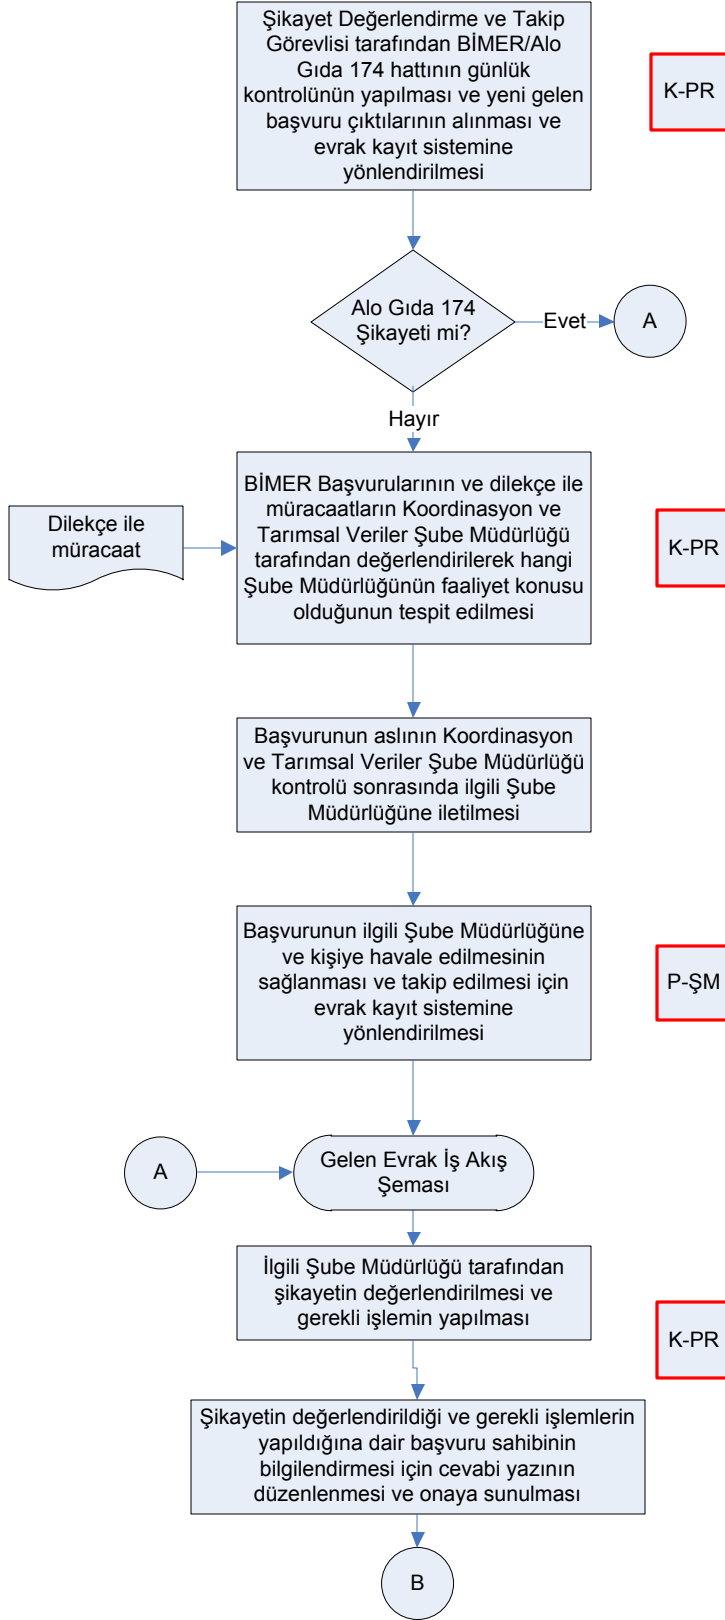 Şikayet Değerlendirme ve Takip
Görevlisi tarafından BİMER/Alo
Gıda 174 hattının günlük
kontrolünün yapılması ve yeni gelen
başvuru çıktılarının alınması ve
evrak kayıt sistemine
yönlendirilmesi
K-PR
Alo Gıda 174
Şikayeti mi?
Evet
A
Hayır
BİMER Başvurularının ve dilekçe ile
müracaatların Koordinasyon ve
Tarımsal Veriler Şube Müdürlüğü
tarafından değerlendirilerek hangi
Şube Müdürlüğünün faaliyet konusu
olduğunun tespit edilmesi
Dilekçe ile
müracaat
K-PR
Başvurunun aslının Koordinasyon
ve Tarımsal Veriler Şube Müdürlüğü
kontrolü sonrasında ilgili Şube
Müdürlüğüne iletilmesi
Başvurunun ilgili Şube Müdürlüğüne
ve kişiye havale edilmesinin
sağlanması ve takip edilmesi için
evrak kayıt sistemine
yönlendirilmesi
P-ŞM
A
Gelen Evrak İş Akış
Şeması
İlgili Şube Müdürlüğü tarafından
şikayetin değerlendirilmesi ve
gerekli işlemin yapılması
K-PR
Şikayetin değerlendirildiği ve gerekli işlemlerin
yapıldığına dair başvuru sahibinin
bilgilendirmesi için cevabi yazının
düzenlenmesi ve onaya sunulması
B